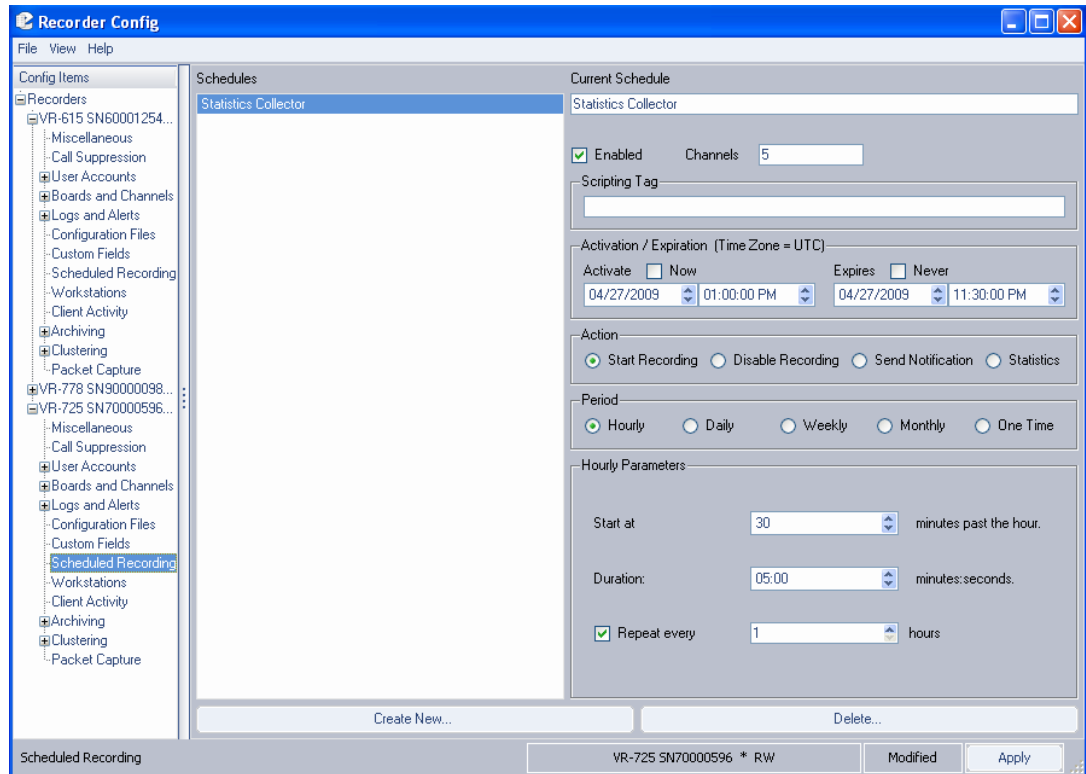 Recorder Config
File View Help
Config Items
Recorders
VR-615 SN60001254...
Miscellaneous
Call Suppression
User Accounts
Boards and Channels
Logs and Alerts
Configuration Files
Custom Fields
Scheduled Recording
Workstations
Client Activity
Archiving
Clustering
Packet Capture
VR-778 SN90000098...
VR-725 SN70000596...
Miscellaneous
Call Suppression
User Accounts
Boards and Channels
Logs and Alerts
Configuration Files
Custom Fields
Scheduled Recording
Workstations
Client Activity
Archiving
Clustering
Packet Capture
Schedules
Statistics Collector
Create New...
Current Schedule
Statistics Collector
Enabled Channels 5
Scripting Tag
Activation / Expiration (Time Zone = UTC)
Activate Now Expires Never
04/27/2009 01:00:00 PM 04/27/2009 11:30:00 PM
Action
Start Recording Disable Recording Send Notification Statistics
Period
Hourly Daily Weekly Monthly One Time
Hourly Parameters
Start at 30 minutes past the hour.
Duration: 05:00 minutes:seconds.
Repeat every 1 hours
Delete...
Scheduled Recording VR-725 SN70000596 * RW Modified Apply